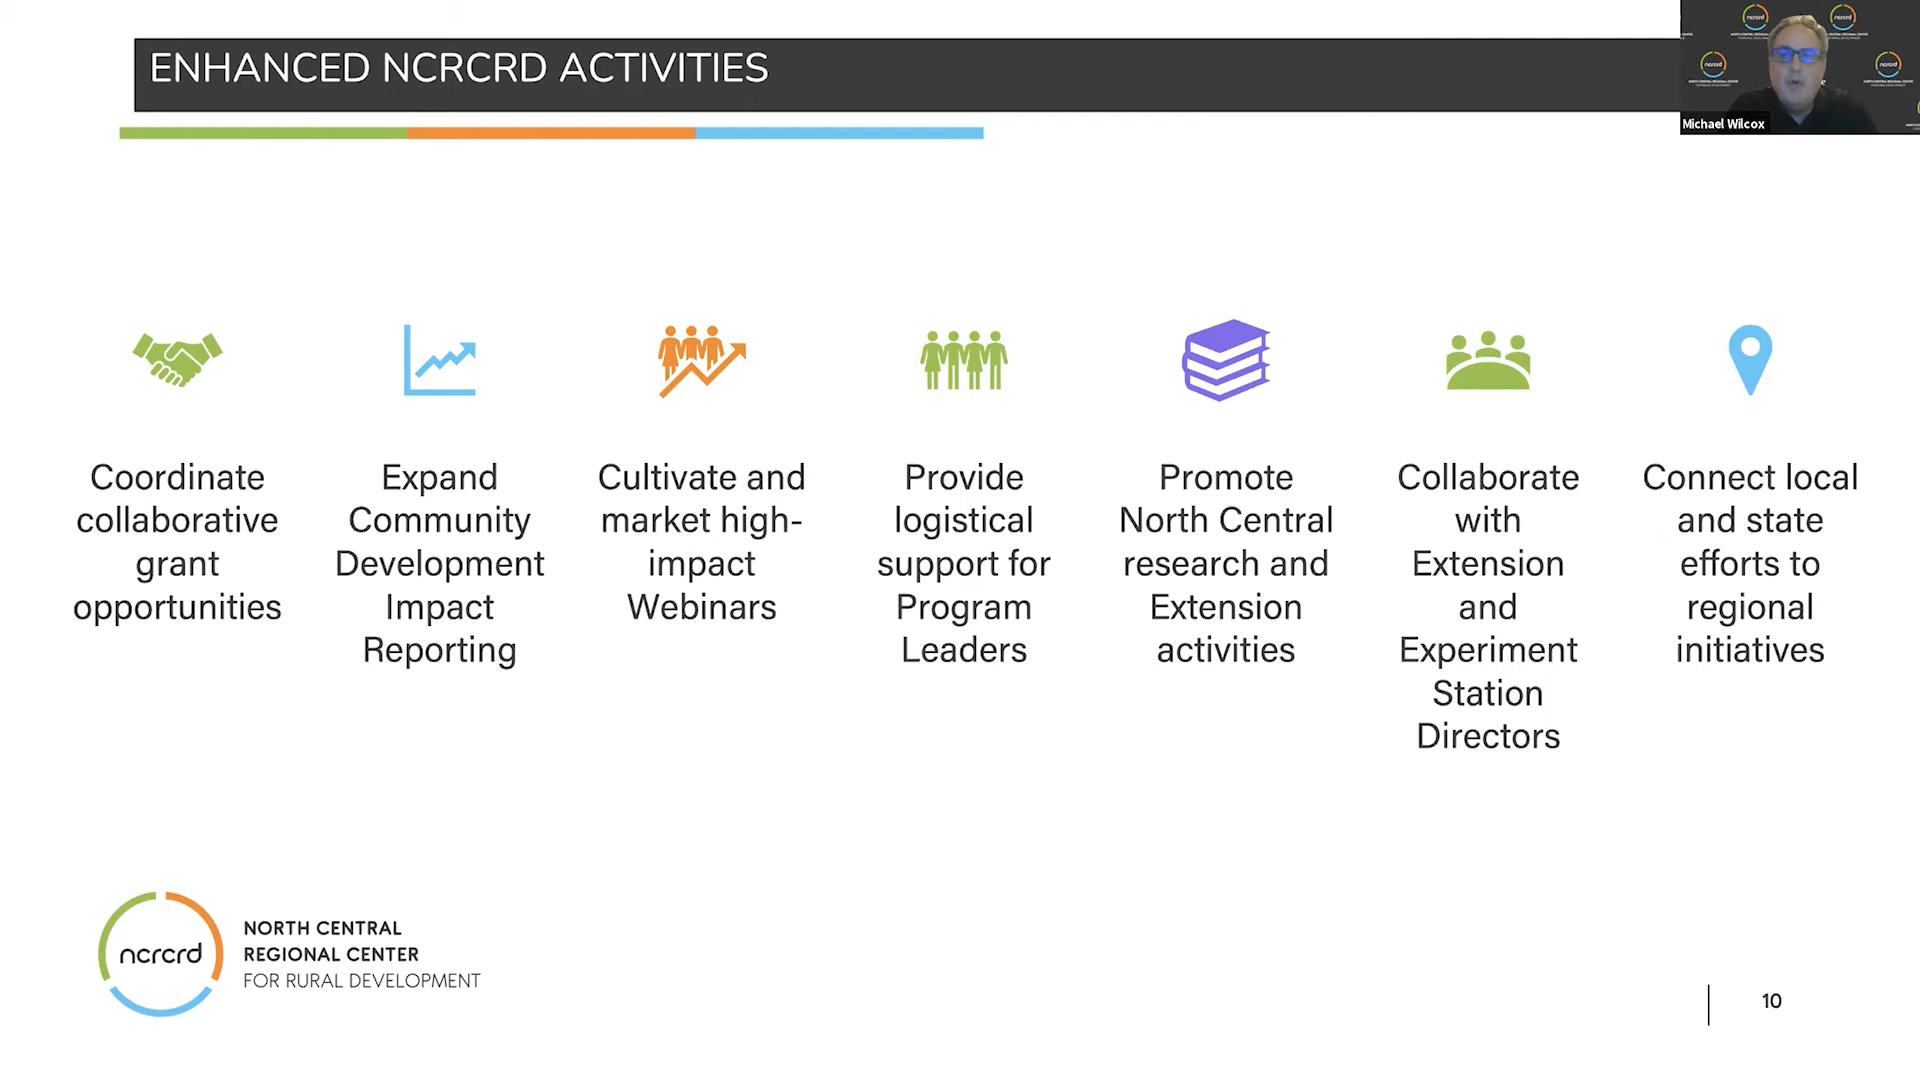 ENHANCED NCRCRD ACTIVITIES
Michael Wilcox
Coordinate
collaborative
grant
opportunities
Expand
Community
Development
Impact
Reporting
Cultivate and
market high-
impact
Webinars
Provide
logistical
support for
Program
Leaders
Promote
North Central
research and
Extension
activities
Collaborate
with
Extension
and
Experiment
Station
Directors
Connect local
and state
efforts to
regional
initiatives
ncrcrd
NORTH CENTRAL
REGIONAL CENTER
FOR RURAL DEVELOPMENT
10